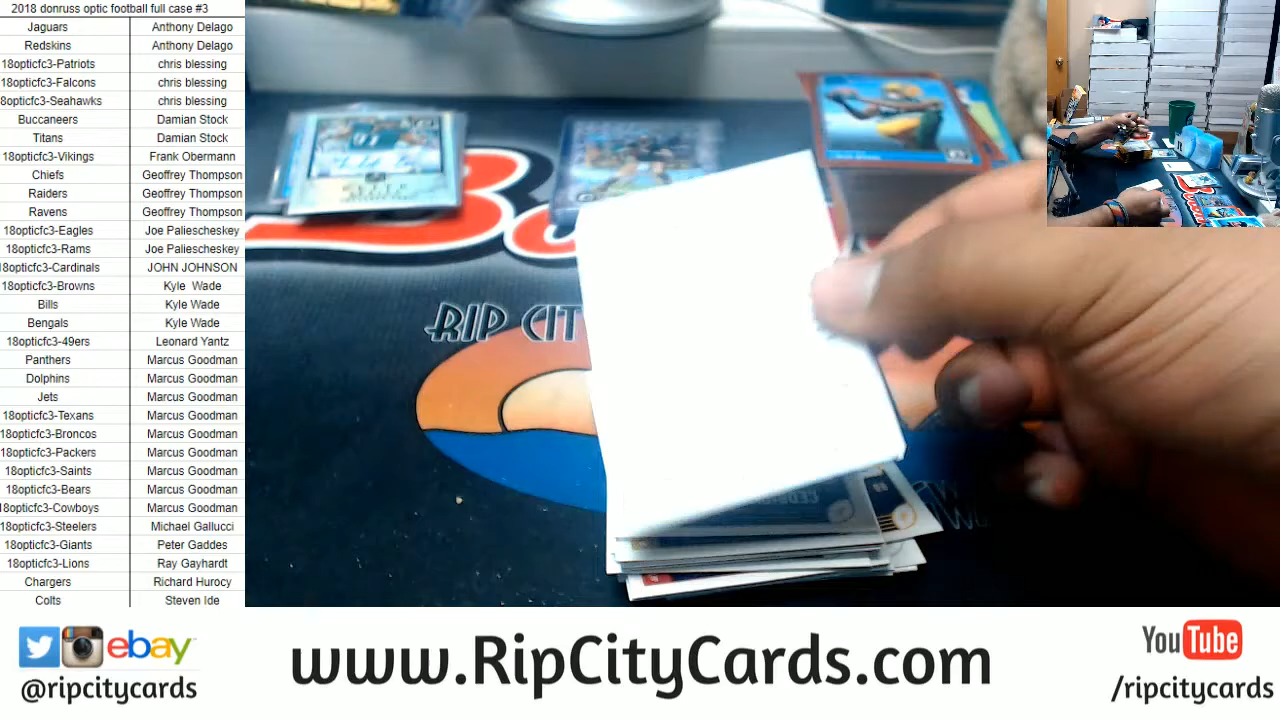 2018 donruss optic football full case #3
Jaguars Anthony Delago
Redskins Anthony Delago
18opticfc3-Patriots chris blessing
18opticfc3-Falcons chris blessing
8opticfc3-Seahawks chris blessing
Buccaneers Damian Stock
Titans Damian Stock
18opticfc3-Vikings Frank Obermann
Chiefs Geoffrey Thompson
Raiders Geoffrey Thompson
Ravens Geoffrey Thompson
18opticfc3-Eagles Joe Paliescheskey
18opticfc3-Rams Joe Paliescheskey
18opticfc3-Cardinals JOHN JOHNSON
18opticfc3-Browns Kyle Wade
Bills Kyle Wade
Bengals Kyle Wade
18opticfc3-49ers Leonard Yantz
Panthers Marcus Goodman
Dolphins Marcus Goodman
Jets Marcus Goodman
18opticfc3-Texans Marcus Goodman
18opticfc3-Broncos Marcus Goodman
18opticfc3-Packers Marcus Goodman
18opticfc3-Saints Marcus Goodman
18opticfc3-Bears Marcus Goodman
18opticfc3-Cowboys Marcus Goodman
18opticfc3-Steelers Michael Gallucci
18opticfc3-Giants Peter Gaddes
18opticfc3-Lions Ray Gayhardt
Chargers Richard Hurocy
Colts Steven Ide
RIP CIT
ebay
@ripcitycards
www.RipCityCards.com
YouTube
/ripcitycards